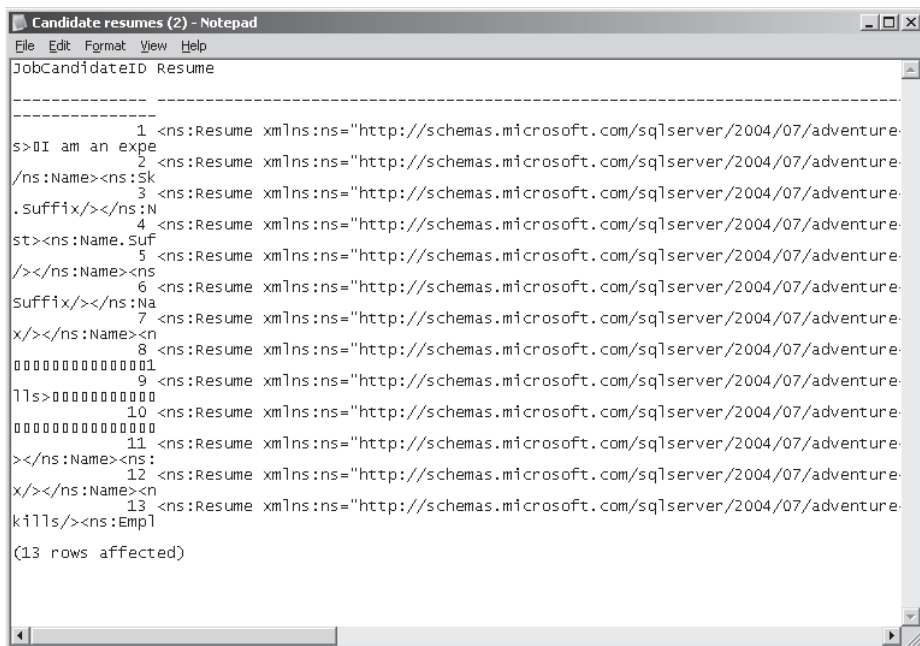 Candidate resumes (2) - Notepad
File Edit Format View Help
JobCandidateID Resume
-------------- ---------------------------------------------------------------------------------
--------------
1 <ns:Resume xmlns:ns="http://schemas.microsoft.com/sqlserver/2004/07/adventure-
s>▯I am an expe
2 <ns:Resume xmlns:ns="http://schemas.microsoft.com/sqlserver/2004/07/adventure-
/ns:Name><ns:Sk
3 <ns:Resume xmlns:ns="http://schemas.microsoft.com/sqlserver/2004/07/adventure-
.Suffix/></ns:N
4 <ns:Resume xmlns:ns="http://schemas.microsoft.com/sqlserver/2004/07/adventure-
st><ns:Name.Suf
5 <ns:Resume xmlns:ns="http://schemas.microsoft.com/sqlserver/2004/07/adventure-
/></ns:Name><ns
6 <ns:Resume xmlns:ns="http://schemas.microsoft.com/sqlserver/2004/07/adventure-
Suffix/></ns:Na
7 <ns:Resume xmlns:ns="http://schemas.microsoft.com/sqlserver/2004/07/adventure-
x/></ns:Name><n
8 <ns:Resume xmlns:ns="http://schemas.microsoft.com/sqlserver/2004/07/adventure-
▯▯▯▯▯▯▯▯▯▯▯▯▯▯1
9 <ns:Resume xmlns:ns="http://schemas.microsoft.com/sqlserver/2004/07/adventure-
lls>▯▯▯▯▯▯▯▯▯▯▯
10 <ns:Resume xmlns:ns="http://schemas.microsoft.com/sqlserver/2004/07/adventure-
▯▯▯▯▯▯▯▯▯▯▯▯▯▯▯
11 <ns:Resume xmlns:ns="http://schemas.microsoft.com/sqlserver/2004/07/adventure-
></ns:Name><ns:
12 <ns:Resume xmlns:ns="http://schemas.microsoft.com/sqlserver/2004/07/adventure-
x/></ns:Name><n
13 <ns:Resume xmlns:ns="http://schemas.microsoft.com/sqlserver/2004/07/adventure-
kills/><ns:Empl
(13 rows affected)